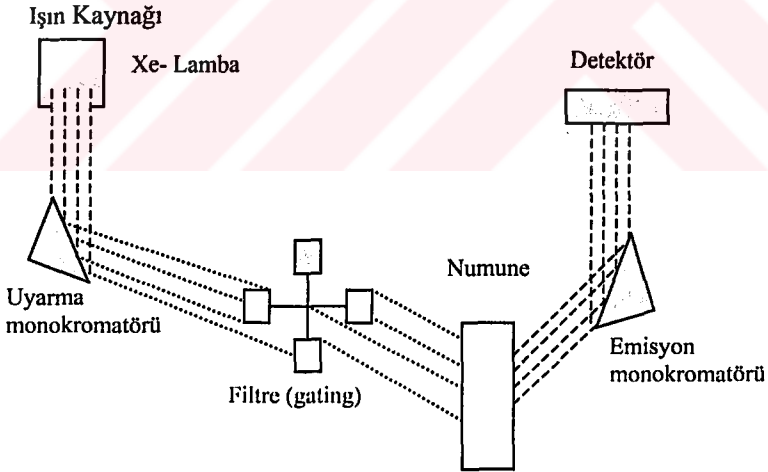 Işın Kaynağı
Xe- Lamba
Detektör
Numune
Uyarma
monokromatörü
Filtre (gating)
Emisyon
monokromatörü